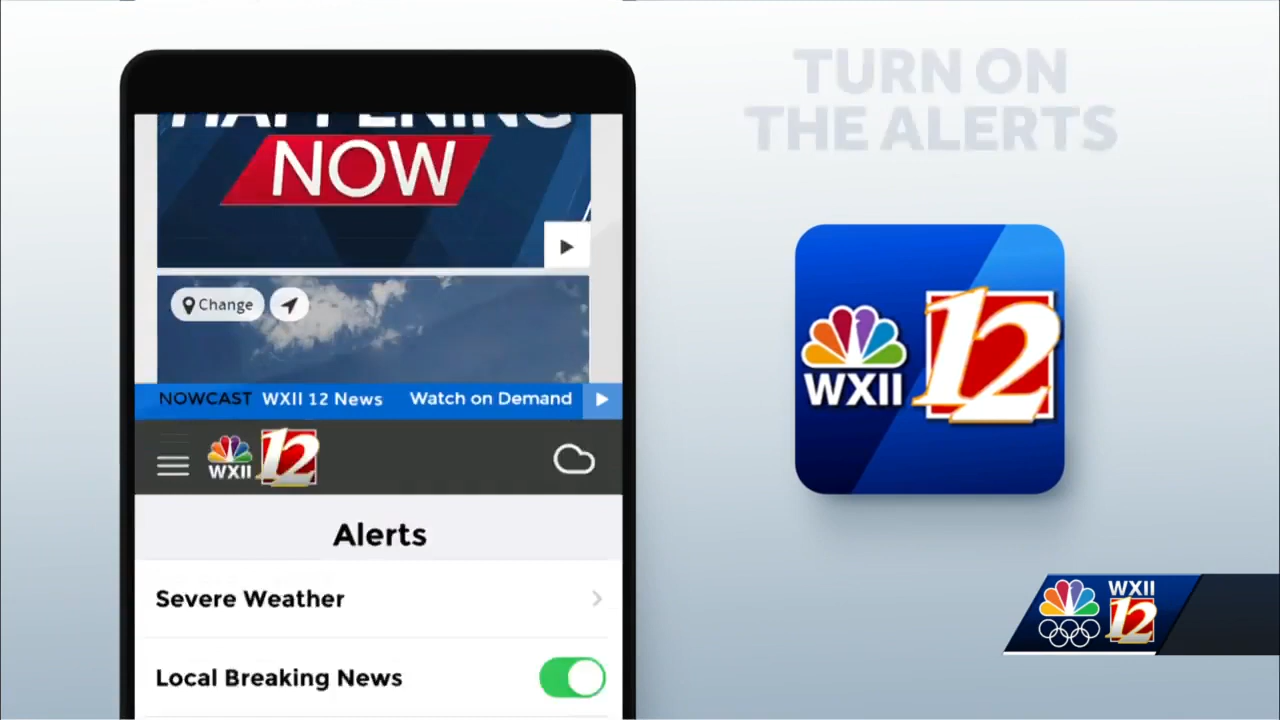 TURN ON
THE ALERTS
HAPPENING
NOW
Change
NOWCAST WXII 12 News Watch on Demand
WXII 12
WXII 12
Alerts
Severe Weather
Local Breaking News
WXII
12